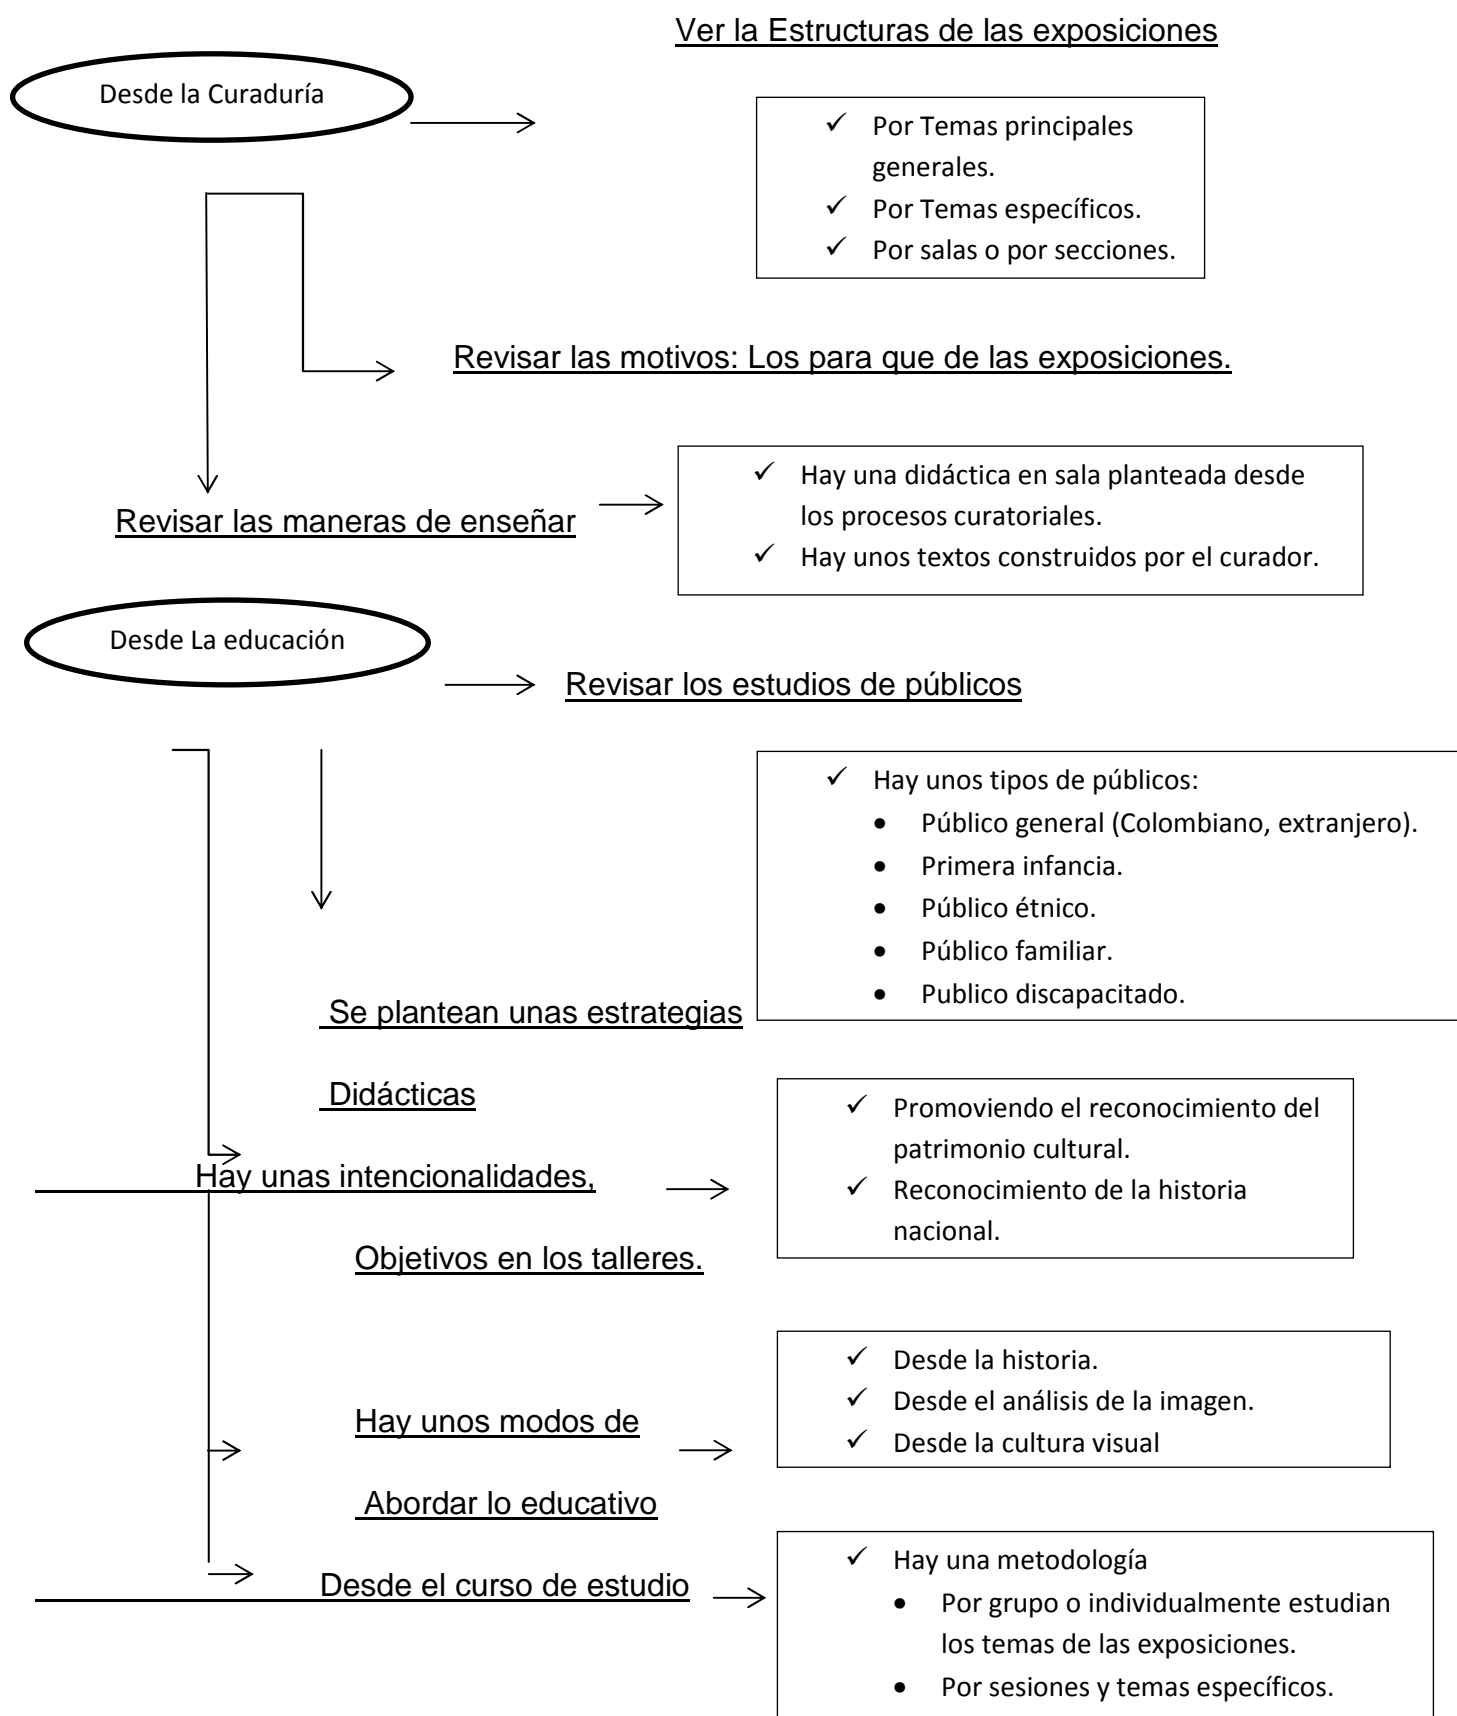 Ver la Estructuras de las exposiciones
Desde la Curaduría
✓ Por Temas principales
generales.
✓ Por Temas específicos.
✓ Por salas o por secciones.
Revisar las motivos: Los para que de las exposiciones.
✓ Hay una didáctica en sala planteada desde
los procesos curatoriales.
✓ Hay unos textos construidos por el curador.
Revisar las maneras de enseñar
Desde La educación
Revisar los estudios de públicos
✓ Hay unos tipos de públicos:
• Público general (Colombiano, extranjero).
• Primera infancia.
• Público étnico.
• Público familiar.
• Publico discapacitado.
Se plantean unas estrategias
Didácticas
✓ Promoviendo el reconocimiento del
patrimonio cultural.
✓ Reconocimiento de la historia
nacional.
Hay unas intencionalidades,
Objetivos en los talleres.
✓ Desde la historia.
✓ Desde el análisis de la imagen.
✓ Desde la cultura visual
Hay unos modos de
Abordar lo educativo
Desde el curso de estudio
✓ Hay una metodología
• Por grupo o individualmente estudian
los temas de las exposiciones.
• Por sesiones y temas específicos.